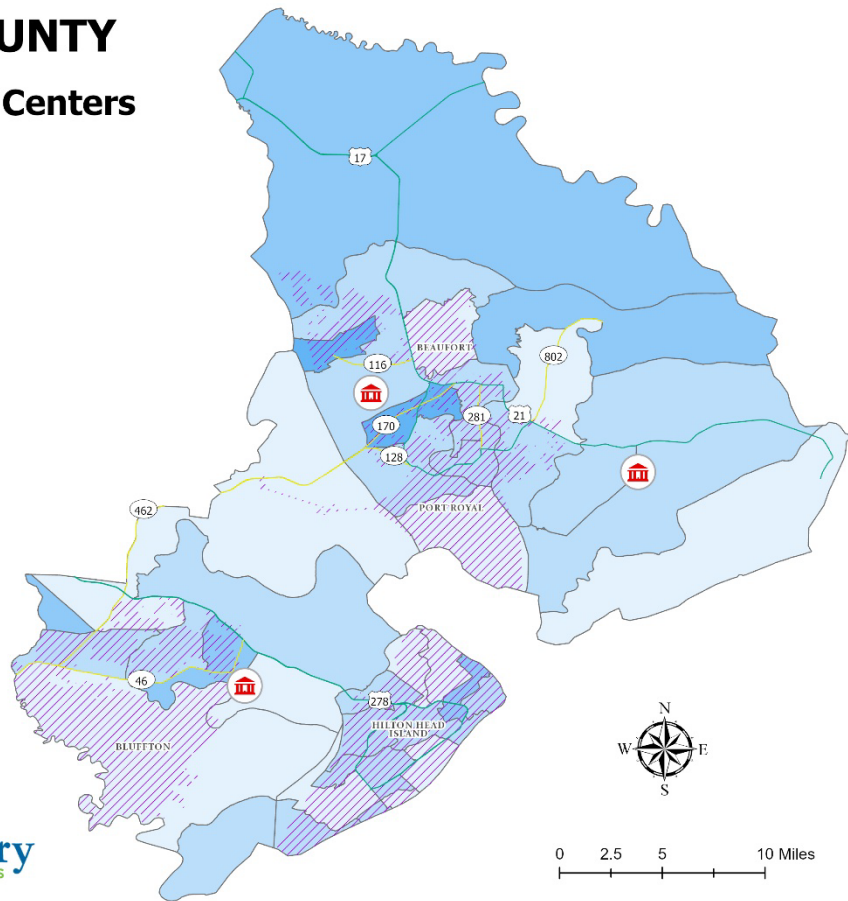 OUNTY
Centers
17
BEAUFORT
802
116
281
21
170
128
462
PORT ROYAL
46
278
HILTON HEAD
ISLAND
BLUFFTON
N
W
E
S
ry
s
0 2.5 5 10 Miles